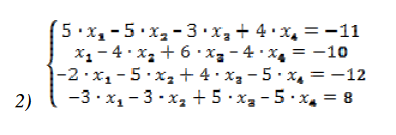 5 · x₁ - 5 · x₂ - 3 · x₃ + 4 · x₄ = -11
x₁ - 4 · x₂ + 6 · x₃ - 4 · x₄ = -10
-2 · x₁ - 5 · x₂ + 4 · x₃ - 5 · x₄ = -12
2) -3 · x₁ - 3 · x₂ + 5 · x₃ - 5 · x₄ = 8